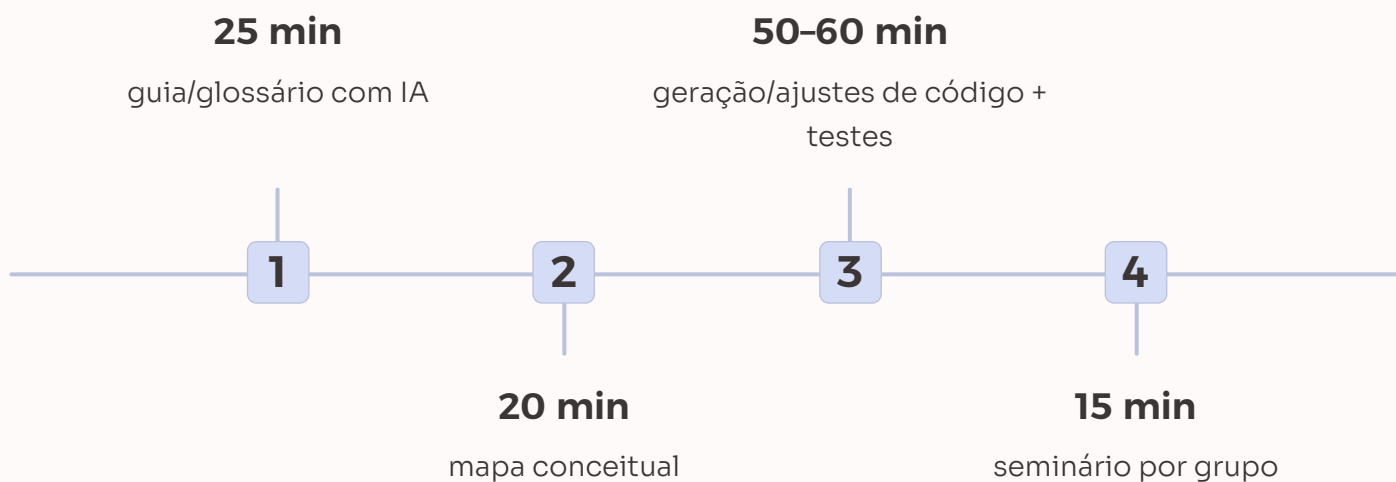 25 min
guia/glossário com IA
50–60 min
geração/ajustes de código +
testes
1
2
3
4
20 min
mapa conceitual
15 min
seminário por grupo